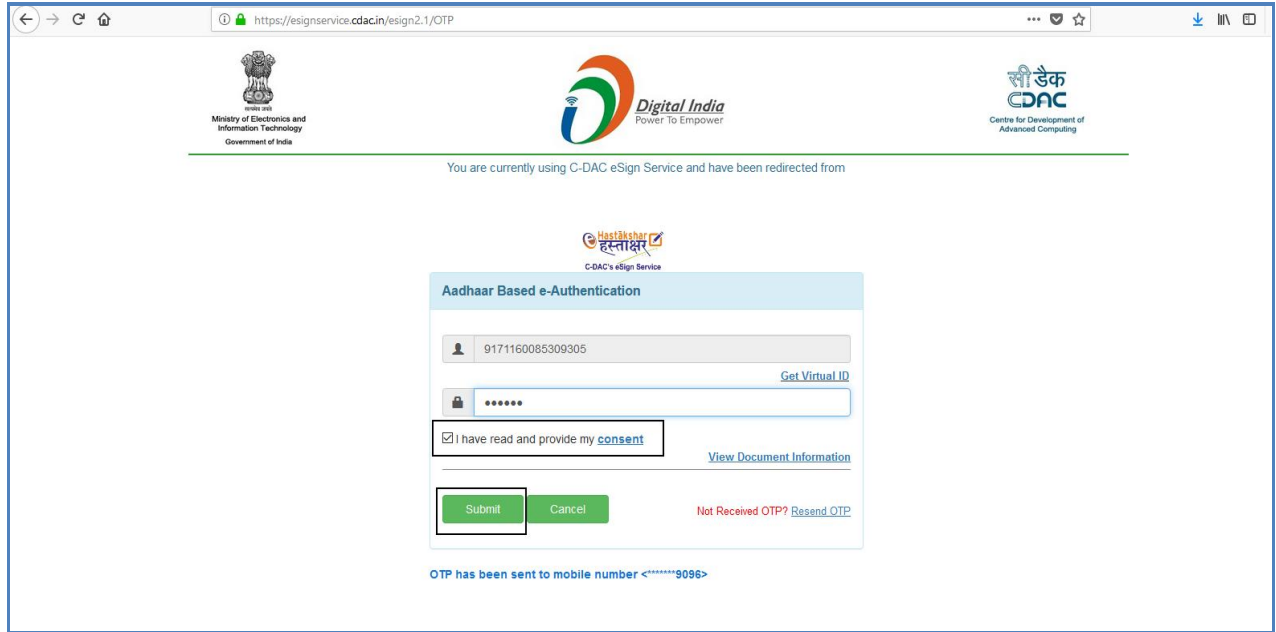 https://esignservice.cdac.in/esign2.1/OTP
सत्यमेव जयते
Ministry of Electronics and
Information Technology
Government of India
Digital India
Power To Empower
सी डैक
CDAC
Centre for Development of
Advanced Computing
You are currently using C-DAC eSign Service and have been redirected from
e Hastākshar
हस्ताक्षर
C-DAC's eSign Service
Aadhaar Based e-Authentication
9171160085309305
Get Virtual ID
••••••
I have read and provide my consent
View Document Information
Submit Cancel Not Received OTP? Resend OTP
OTP has been sent to mobile number <*******9096>